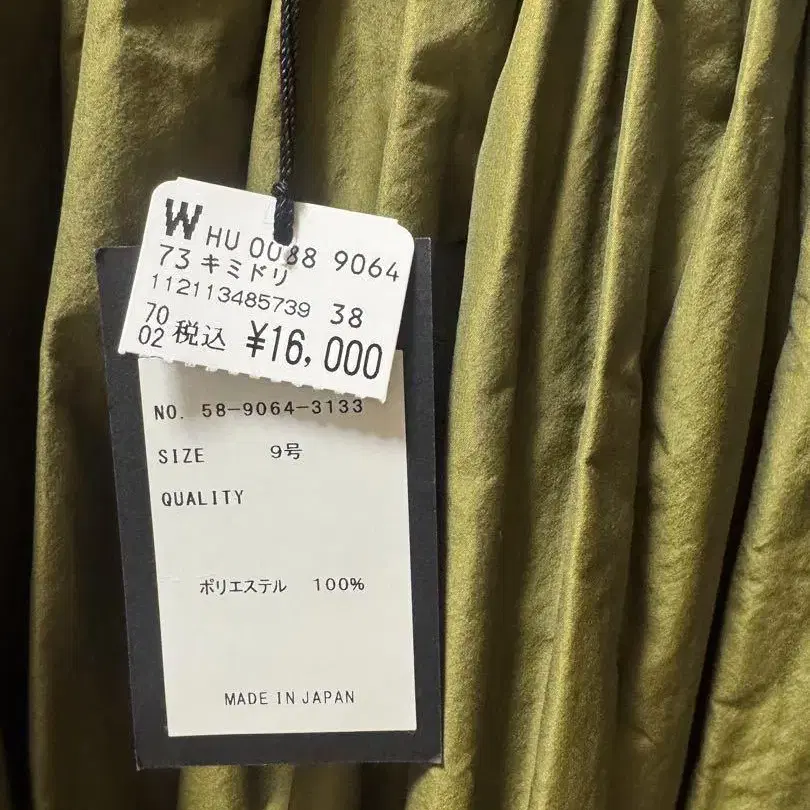 W HU 0088 9064
73 キミドリ
112113485739 38
70
02 税込 ¥16,000
NO. 58-9064-3133
SIZE 9号
QUALITY
ポリエステル 100%
MADE IN JAPAN